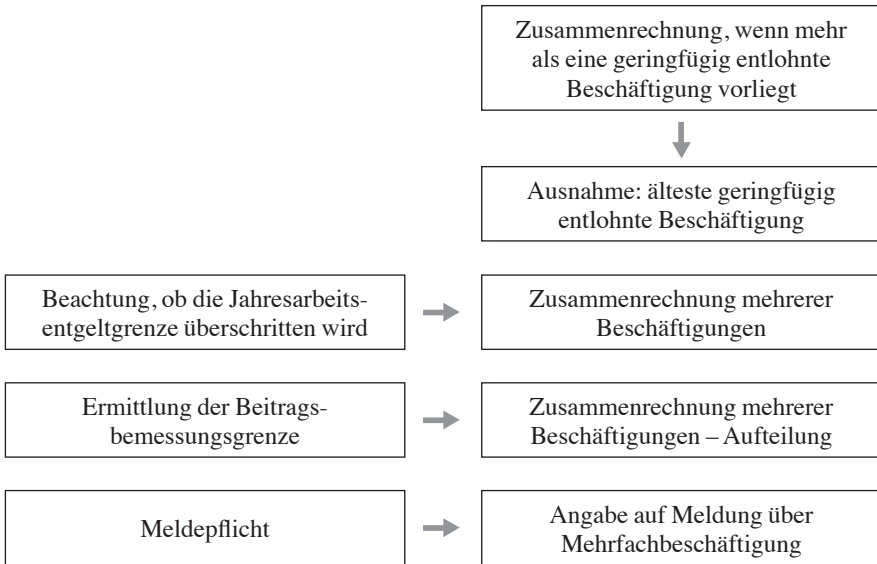 Zusammenrechnung, wenn mehr
als eine geringfügig entlohnte
Beschäftigung vorliegt
Ausnahme: älteste geringfügig
entlohnte Beschäftigung
Beachtung, ob die Jahresarbeits-
entgeltgrenze überschritten wird
Zusammenrechnung mehrerer
Beschäftigungen
Ermittlung der Beitrags-
bemessungsgrenze
Zusammenrechnung mehrerer
Beschäftigungen – Aufteilung
Meldepflicht
Angabe auf Meldung über
Mehrfachbeschäftigung